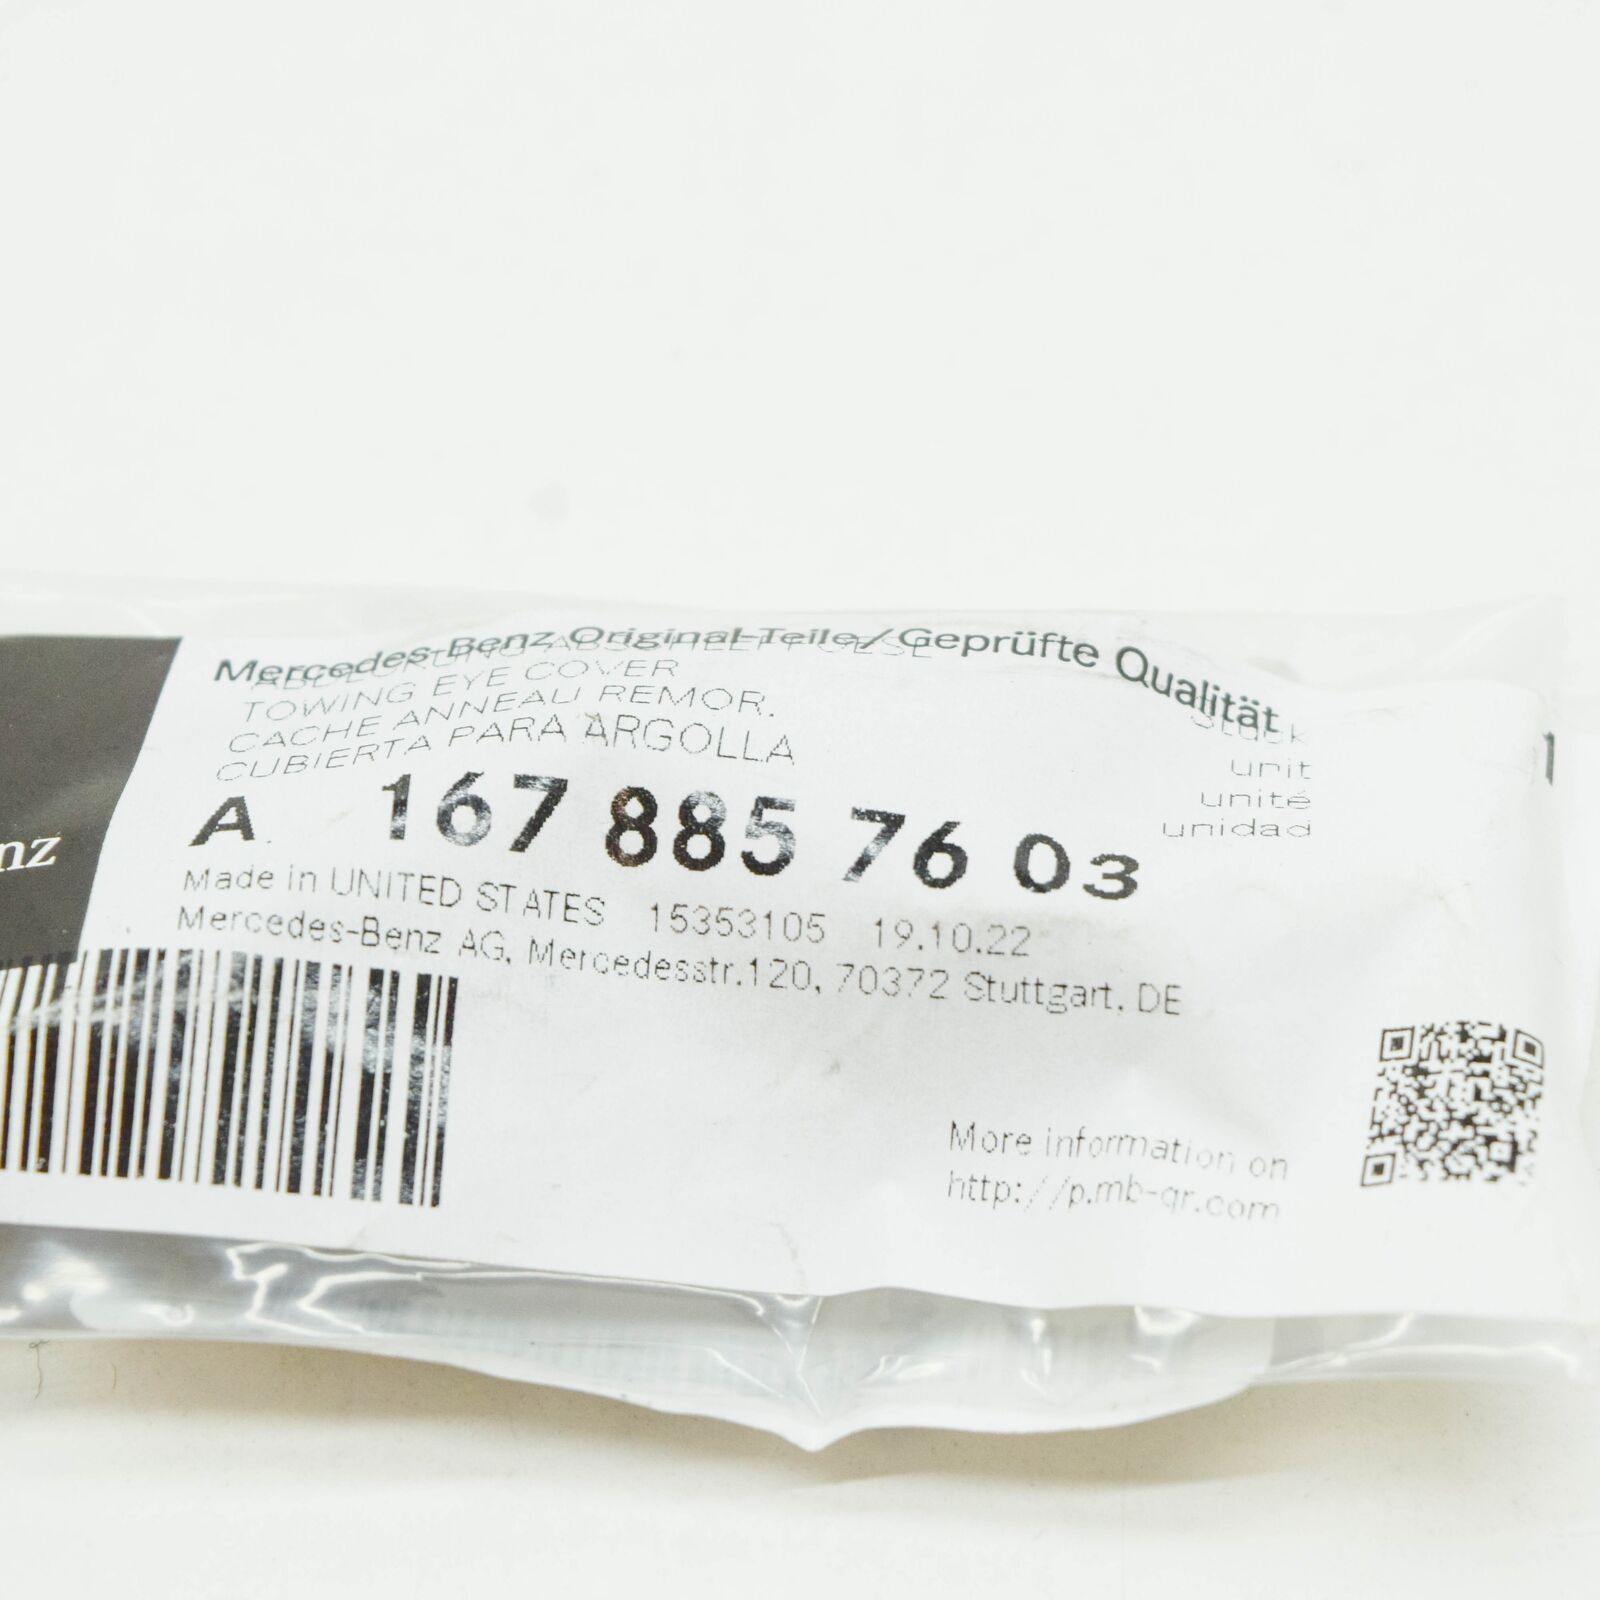 Mercedes-Benz Original-Teile/Geprüfte Qualität
TOWING EYE COVER
CACHE ANNEAU REMOR.
CUBIERTA PARA ARGOLLA
Stück
unit
unité
unidad
1
A 167 885 76 03
Made in UNITED STATES 15353105 19.10.22
Mercedes-Benz AG, Mercedesstr.120, 70372 Stuttgart, DE
nz
More information on
http://p.mb-qr.com